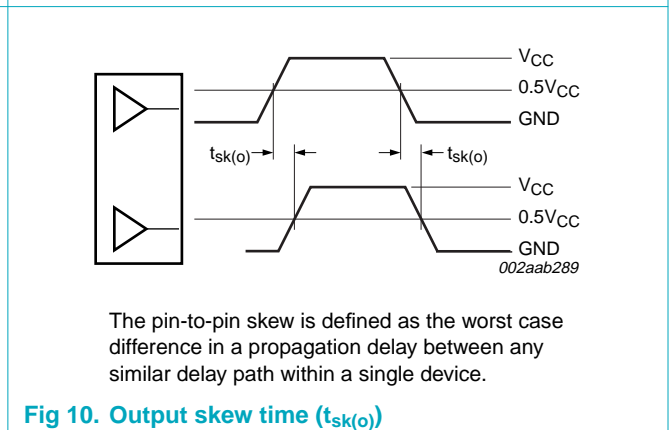 VCC
0.5VCC
GND
tsk(o)
tsk(o)
VCC
0.5VCC
GND
002aab289
The pin-to-pin skew is defined as the worst case
difference in a propagation delay between any
similar delay path within a single device.
Fig 10. Output skew time (tsk(o))